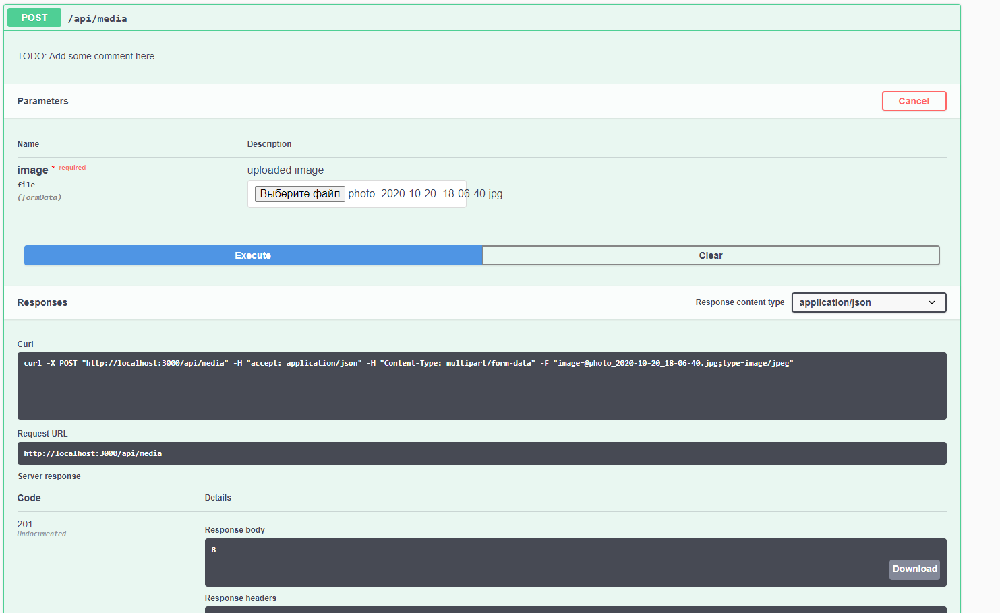 POST /api/media
TODO: Add some comment here
Parameters
Cancel
Name Description
image * required
file
(formData)
uploaded image
Выберите файл photo_2020-10-20_18-06-40.jpg
Execute Clear
Responses
Response content type application/json
Curl
curl -X POST "http://localhost:3000/api/media" -H "accept: application/json" -H "Content-Type: multipart/form-data" -F "image=@photo_2020-10-20_18-06-40.jpg;type=image/jpeg"
Request URL
http://localhost:3000/api/media
Server response
Code Details
201
Undocumented
Response body
8
Download
Response headers